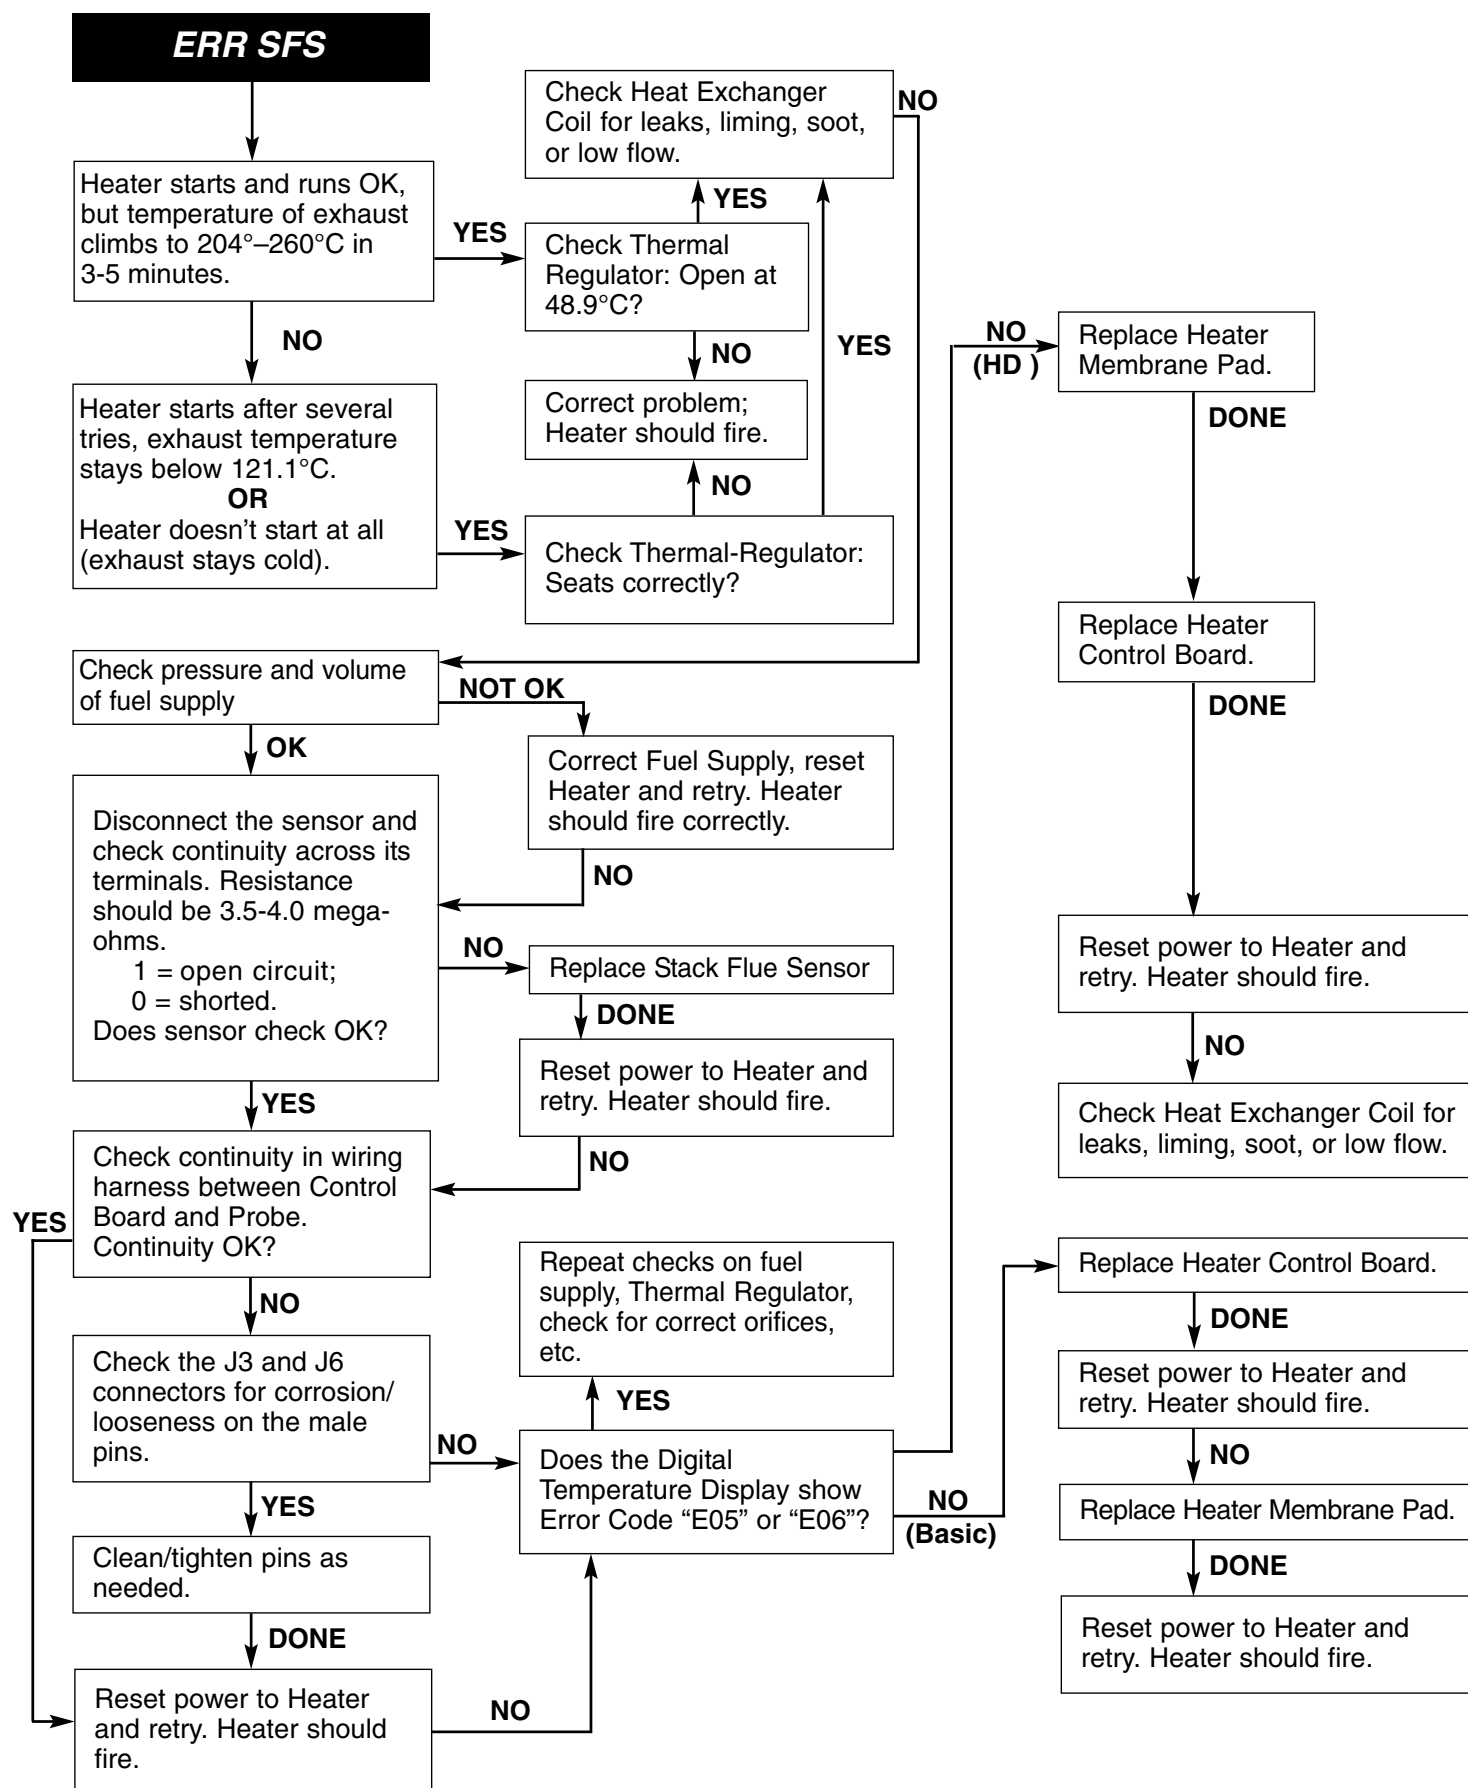 ERR SFS
Heater starts and runs OK,
but temperature of exhaust
climbs to 204°–260°C in
3-5 minutes.
YES
NO
Check Heat Exchanger
Coil for leaks, liming, soot,
or low flow.
NO
YES
Check Thermal
Regulator: Open at
48.9°C?
NO
YES
Correct problem;
Heater should fire.
NO
Heater starts after several
tries, exhaust temperature
stays below 121.1°C.
OR
Heater doesn't start at all
(exhaust stays cold).
YES
Check Thermal-Regulator:
Seats correctly?
Check pressure and volume
of fuel supply
NOT OK
OK
Correct Fuel Supply, reset
Heater and retry. Heater
should fire correctly.
NO
Disconnect the sensor and
check continuity across its
terminals. Resistance
should be 3.5-4.0 mega-
ohms.
1 = open circuit;
0 = shorted.
Does sensor check OK?
NO
Replace Stack Flue Sensor
DONE
Reset power to Heater and
retry. Heater should fire.
NO
YES
Check continuity in wiring
harness between Control
Board and Probe.
Continuity OK?
YES
NO
Check the J3 and J6
connectors for corrosion/
looseness on the male
pins.
NO
YES
Clean/tighten pins as
needed.
DONE
Reset power to Heater
and retry. Heater should
fire.
NO
Repeat checks on fuel
supply, Thermal Regulator,
check for correct orifices,
etc.
YES
Does the Digital
Temperature Display show
Error Code “E05” or “E06”?
NO
(HD )
NO
(Basic)
Replace Heater
Membrane Pad.
DONE
Replace Heater
Control Board.
DONE
Reset power to Heater and
retry. Heater should fire.
NO
Check Heat Exchanger Coil for
leaks, liming, soot, or low flow.
Replace Heater Control Board.
DONE
Reset power to Heater and
retry. Heater should fire.
NO
Replace Heater Membrane Pad.
DONE
Reset power to Heater and
retry. Heater should fire.